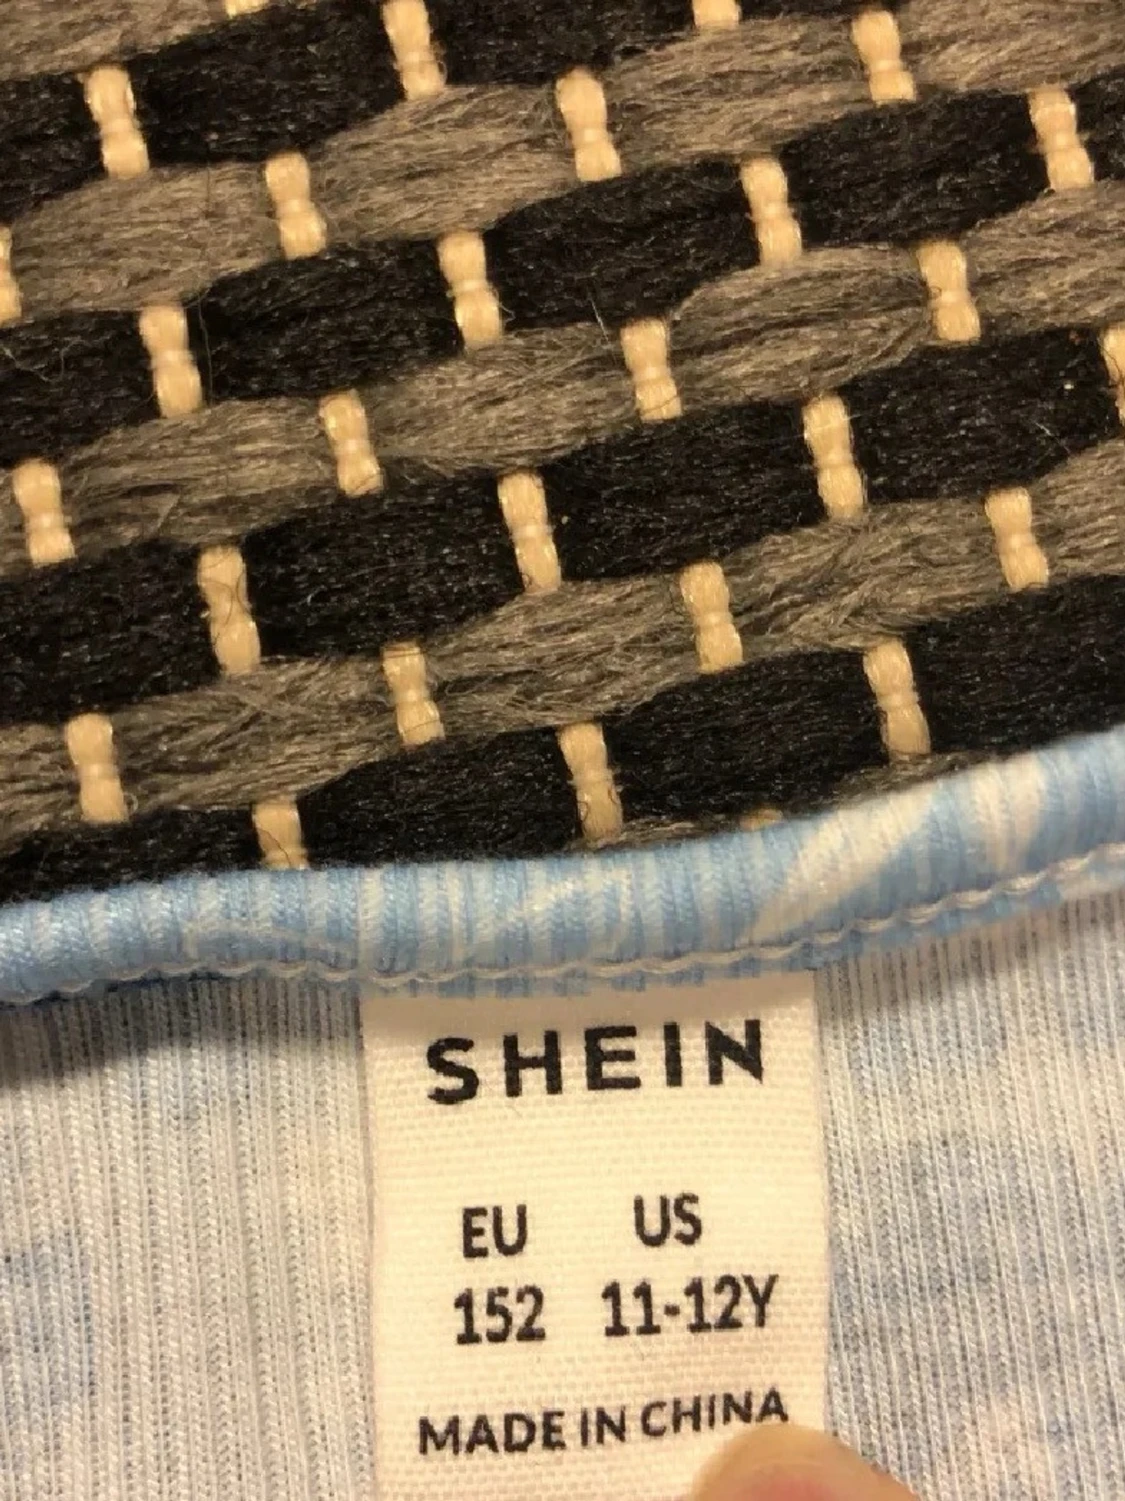 SHEIN
EU US
152 11-12Y
MADE IN CHINA